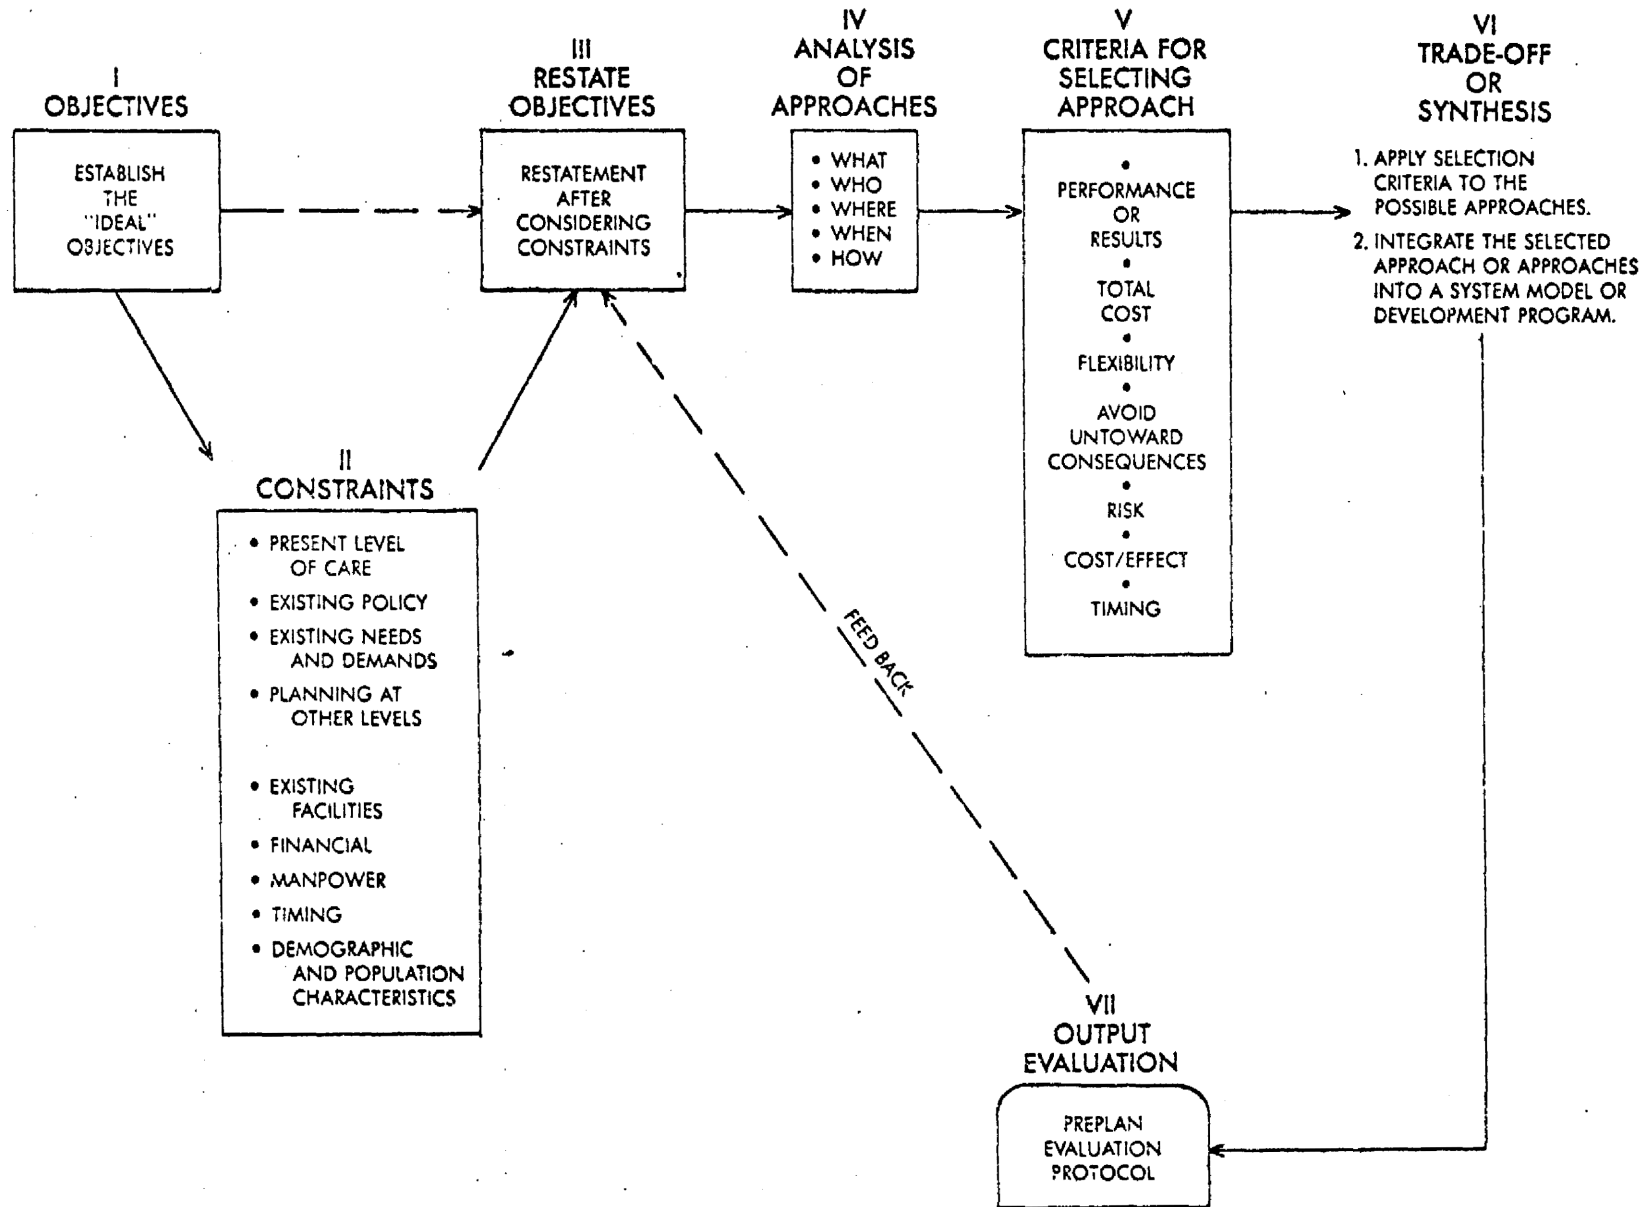 I
OBJECTIVES
ESTABLISH
THE
"IDEAL"
OBJECTIVES
II
CONSTRAINTS
• PRESENT LEVEL
OF CARE
• EXISTING POLICY
• EXISTING NEEDS
AND DEMANDS
• PLANNING AT
OTHER LEVELS
• EXISTING
FACILITIES
• FINANCIAL
• MANPOWER
• TIMING
• DEMOGRAPHIC
AND POPULATION
CHARACTERISTICS
III
RESTATE
OBJECTIVES
RESTATEMENT
AFTER
CONSIDERING
CONSTRAINTS
IV
ANALYSIS
OF
APPROACHES
• WHAT
• WHO
• WHERE
• WHEN
• HOW
V
CRITERIA FOR
SELECTING
APPROACH
•
PERFORMANCE
OR
RESULTS
•
TOTAL
COST
•
FLEXIBILITY
•
AVOID
UNTOWARD
CONSEQUENCES
•
RISK
•
COST/EFFECT
•
TIMING
VI
TRADE-OFF
OR
SYNTHESIS
1. APPLY SELECTION
CRITERIA TO THE
POSSIBLE APPROACHES.
2. INTEGRATE THE SELECTED
APPROACH OR APPROACHES
INTO A SYSTEM MODEL OR
DEVELOPMENT PROGRAM.
VII
OUTPUT
EVALUATION
PREPLAN
EVALUATION
PROTOCOL
FEED BACK